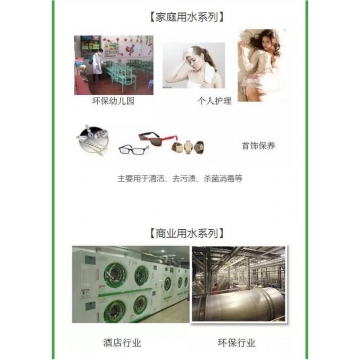 【家庭用水系列】
环保幼儿园
个人护理
首饰保养
主要用于清洁、去污渍、杀菌消毒等
【商业用水系列】
酒店行业
环保行业